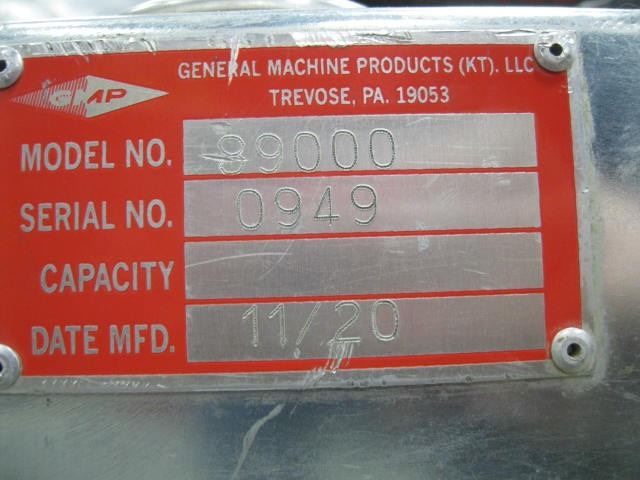 GMP
GENERAL MACHINE PRODUCTS (KT). LLC
TREVOSE, PA. 19053
MODEL NO. 89000
SERIAL NO. 0949
CAPACITY
DATE MFD. 11/20